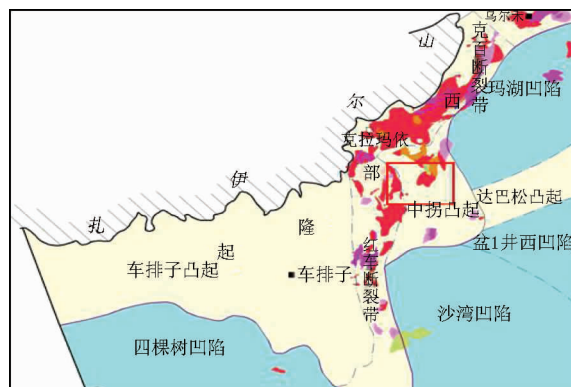 乌尔禾
克百断裂带
玛湖凹陷
山
尔
伊
扎
西
部
隆
起
克拉玛依
达巴松凸起
中拐凸起
盆1井西凹陷
红车断裂带
车排子凸起
车排子
沙湾凹陷
四棵树凹陷